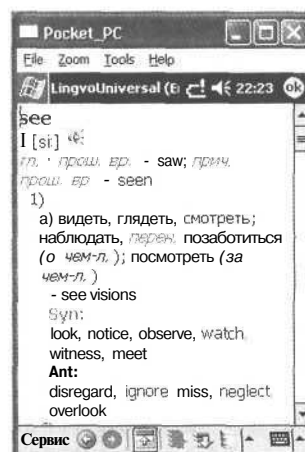 Pocket_PC
File Zoom Tools Help
LingvoUniversal (E 22:23 ok
see
I [si:]
гл. ; прош. вр. - saw; прич.
прош. вр - seen
1)
а) видеть, глядеть, смотреть;
наблюдать, перен. позаботиться
(о чем-л. ); посмотреть (за
чем-л. )
- see visions
Syn:
look, notice, observe, watch
witness, meet
Ant:
disregard, ignore miss, neglect
overlook
Сервис